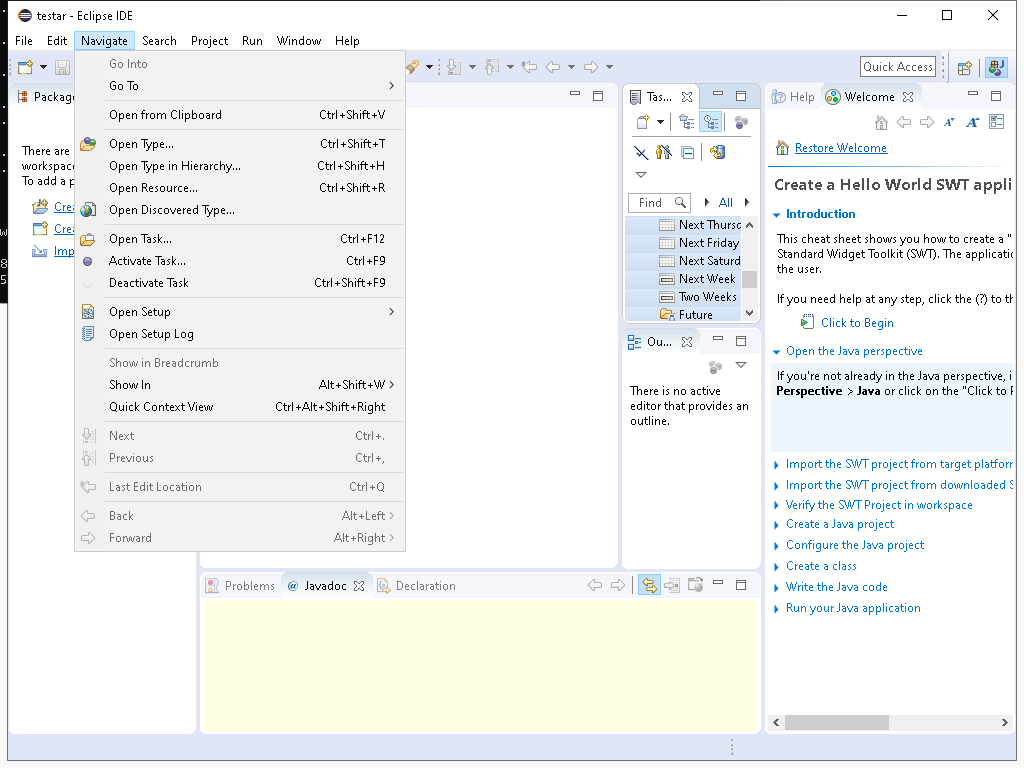 testar - Eclipse IDE
File Edit Navigate Search Project Run Window Help
Quick Access
Go Into
Go To
Open from Clipboard Ctrl+Shift+V
Open Type... Ctrl+Shift+T
Open Type in Hierarchy... Ctrl+Shift+H
Open Resource... Ctrl+Shift+R
Open Discovered Type...
Open Task... Ctrl+F12
Activate Task... Ctrl+F9
Deactivate Task Ctrl+Shift+F9
Open Setup
Open Setup Log
Show in Breadcrumb
Show In Alt+Shift+W
Quick Context View Ctrl+Alt+Shift+Right
Next Ctrl+.
Previous Ctrl+,
Last Edit Location Ctrl+Q
Back Alt+Left
Forward Alt+Right
Packag
There are
workspac
To add a p
Crea
Crea
Imp
Tas...
Find All
Next Thursd
Next Friday
Next Saturd
Next Week
Two Weeks
Future
Ou...
There is no active
editor that provides an
outline.
Problems @ Javadoc Declaration
Help Welcome
Restore Welcome
Create a Hello World SWT appli
Introduction
This cheat sheet shows you how to create a "
Standard Widget Toolkit (SWT). The applicati
the user.
If you need help at any step, click the (?) to th
Click to Begin
Open the Java perspective
If you're not already in the Java perspective, i
Perspective > Java or click on the "Click to P
Import the SWT project from target platform
Import the SWT project from downloaded S
Verify the SWT Project in workspace
Create a Java project
Configure the Java project
Create a class
Write the Java code
Run your Java application